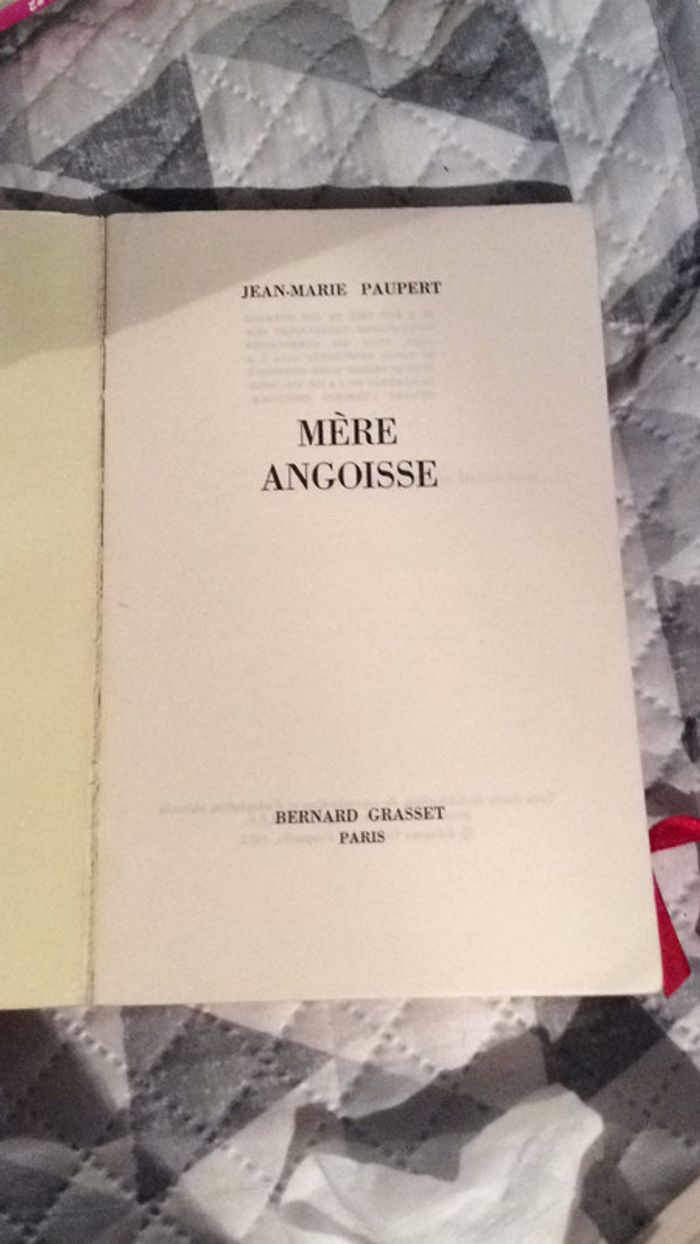 JEAN-MARIE PAUPERT
MÈRE
ANGOISSE
BERNARD GRASSET
PARIS